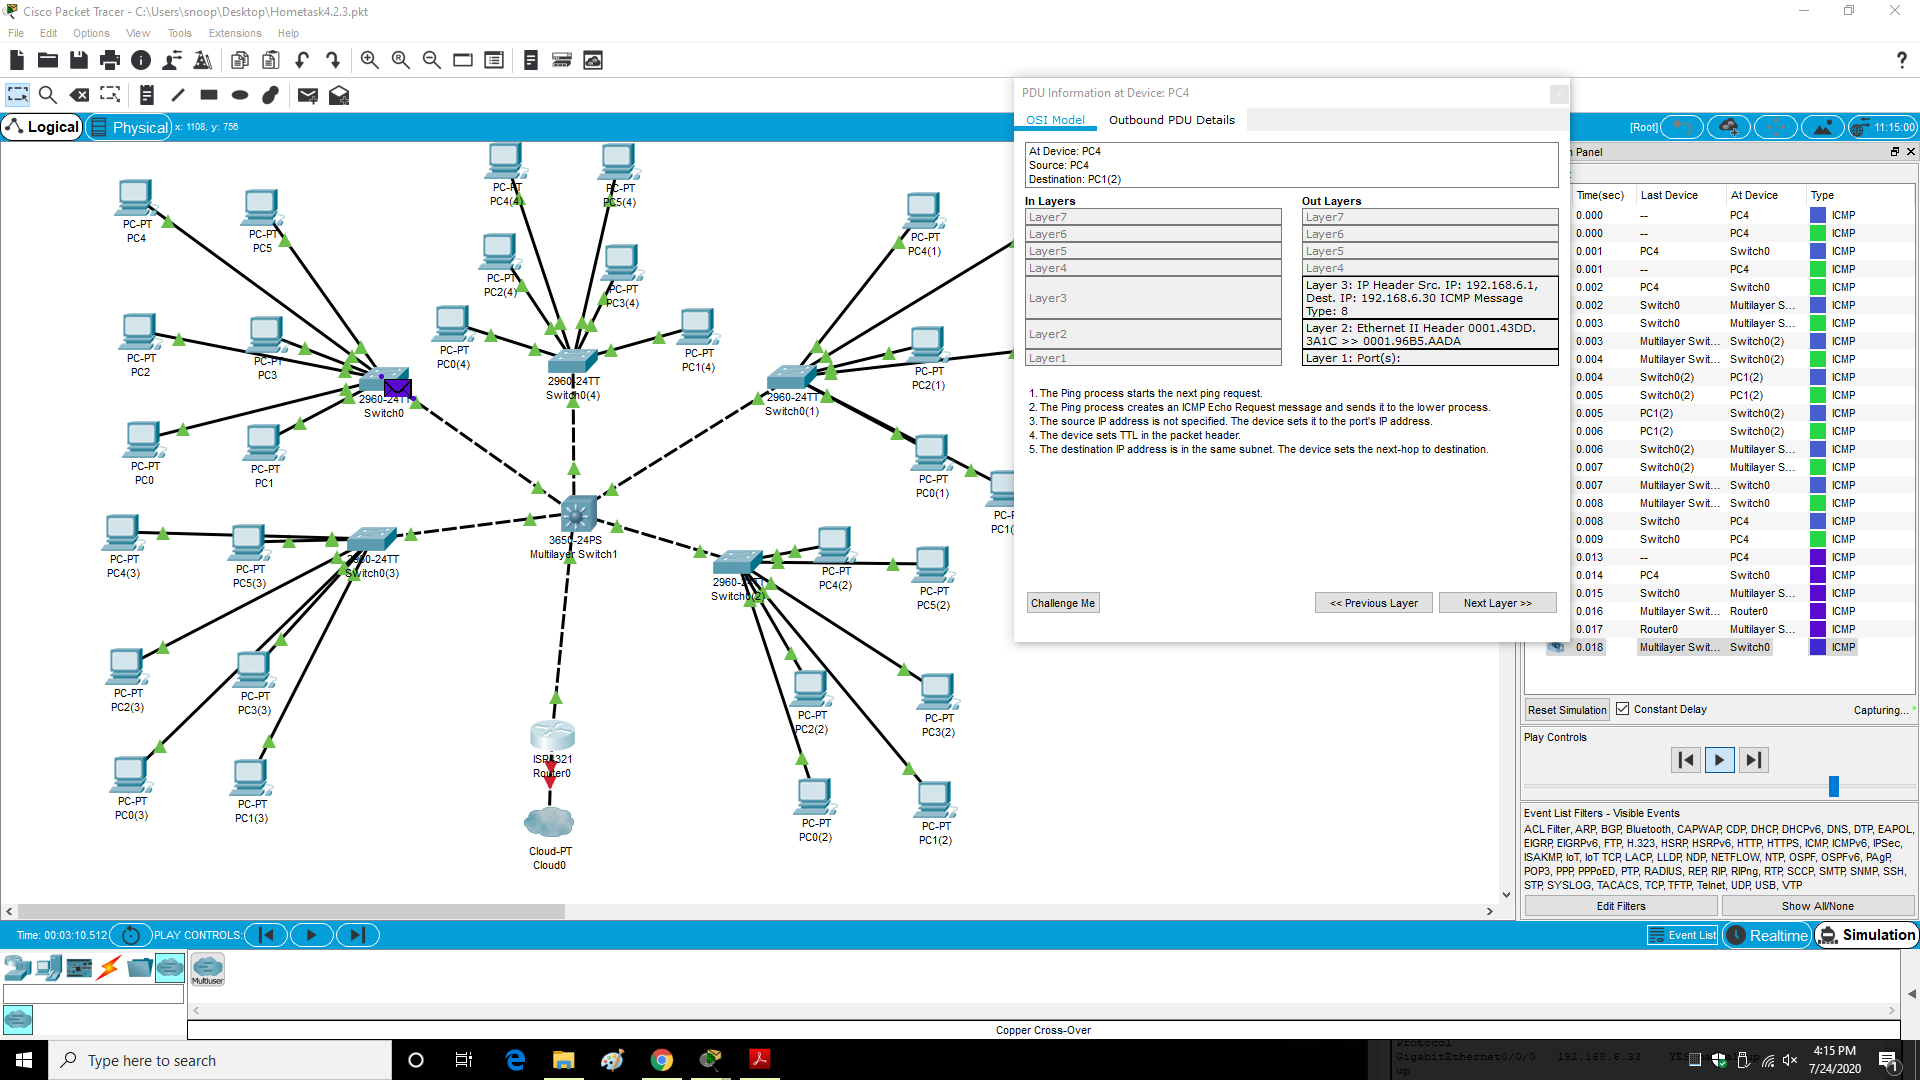 Cisco Packet Tracer - C:\Users\snoop\Desktop\Hometask4.2.3.pkt
File Edit Options View Tools Extensions Help
Logical Physical x: 1108, y: 756
[Root] 11:15:00
PC-PT
PC4
PC-PT
PC5
PC-PT
PC2
PC-PT
PC3
PC-PT
PC0
PC-PT
PC1
2960-24TT
Switch0
PC-PT
PC4(4)
PC-PT
PC5(4)
PC-PT
PC2(4)
PC-PT
PC3(4)
PC-PT
PC0(4)
PC-PT
PC1(4)
2960-24TT
Switch0(4)
PC-PT
PC4(1)
PC-PT
PC2(1)
2960-24TT
Switch0(1)
PC-PT
PC0(1)
PC-P
PC1(
3650-24PS
Multilayer Switch1
PC-PT
PC4(3)
PC-PT
PC5(3)
2960-24TT
Switch0(3)
PC-PT
PC2(3)
PC-PT
PC3(3)
PC-PT
PC0(3)
PC-PT
PC1(3)
2960-24TT
Switch0(2)
PC-PT
PC4(2)
PC-PT
PC5(2)
PC-PT
PC2(2)
PC-PT
PC3(2)
PC-PT
PC0(2)
PC-PT
PC1(2)
Router0
Cloud-PT
Cloud0
PDU Information at Device: PC4
OSI Model Outbound PDU Details
At Device: PC4
Source: PC4
Destination: PC1(2)
In Layers Out Layers
Layer7 Layer7
Layer6 Layer6
Layer5 Layer5
Layer4 Layer4
Layer3
Layer 3: IP Header Src. IP: 192.168.6.1,
Dest. IP: 192.168.6.30 ICMP Message
Type: 8
Layer2
Layer 2: Ethernet II Header 0001.43DD.
3A1C >> 0001.96B5.AADA
Layer1 Layer 1: Port(s):
1. The Ping process starts the next ping request.
2. The Ping process creates an ICMP Echo Request message and sends it to the lower process.
3. The source IP address is not specified. The device sets it to the port's IP address.
4. The device sets TTL in the packet header.
5. The destination IP address is in the same subnet. The device sets the next-hop to destination.
Challenge Me << Previous Layer Next Layer >>
Panel
Time(sec) Last Device At Device Type
0.000 -- PC4 ICMP
0.000 -- PC4 ICMP
0.001 PC4 Switch0 ICMP
0.001 -- PC4 ICMP
0.002 PC4 Switch0 ICMP
0.002 Switch0 Multilayer S... ICMP
0.003 Switch0 Multilayer S... ICMP
0.003 Multilayer Swit... Switch0(2) ICMP
0.004 Multilayer Swit... Switch0(2) ICMP
0.004 Switch0(2) PC1(2) ICMP
0.005 Switch0(2) PC1(2) ICMP
0.005 PC1(2) Switch0(2) ICMP
0.006 PC1(2) Switch0(2) ICMP
0.006 Switch0(2) Multilayer S... ICMP
0.007 Switch0(2) Multilayer S... ICMP
0.007 Multilayer Swit... Switch0 ICMP
0.008 Multilayer Swit... Switch0 ICMP
0.008 Switch0 PC4 ICMP
0.009 Switch0 PC4 ICMP
0.013 -- PC4 ICMP
0.014 PC4 Switch0 ICMP
0.015 Switch0 Multilayer S... ICMP
0.016 Multilayer Swit... Router0 ICMP
0.017 Router0 Multilayer S... ICMP
0.018 Multilayer Swit... Switch0 ICMP
Reset Simulation Constant Delay Capturing...
Play Controls
Event List Filters - Visible Events
ACL Filter, ARP, BGP, Bluetooth, CAPWAP, CDP, DHCP, DHCPv6, DNS, DTP, EAPOL,
EIGRP, EIGRPv6, FTP, H.323, HSRP, HSRPv6, HTTP, HTTPS, ICMP, ICMPv6, IPSec,
ISAKMP, IoT, IoT TCP, LACP, LLDP, NDP, NETFLOW, NTP, OSPF, OSPFv6, PAgP,
POP3, PPP, PPPoED, PTP, RADIUS, REP, RIP, RIPng, RTP, SCCP, SMTP, SNMP, SSH,
STP, SYSLOG, TACACS, TCP, TFTP, Telnet, UDP, USB, VTP
Edit Filters Show All/None
Time: 00:03:10.512 PLAY CONTROLS: Event List Realtime Simulation
Multiuser
Copper Cross-Over
Type here to search
Protocol
GigabitEthernet0/0/0 192.168.6.33
up
4:15 PM
7/24/2020
1